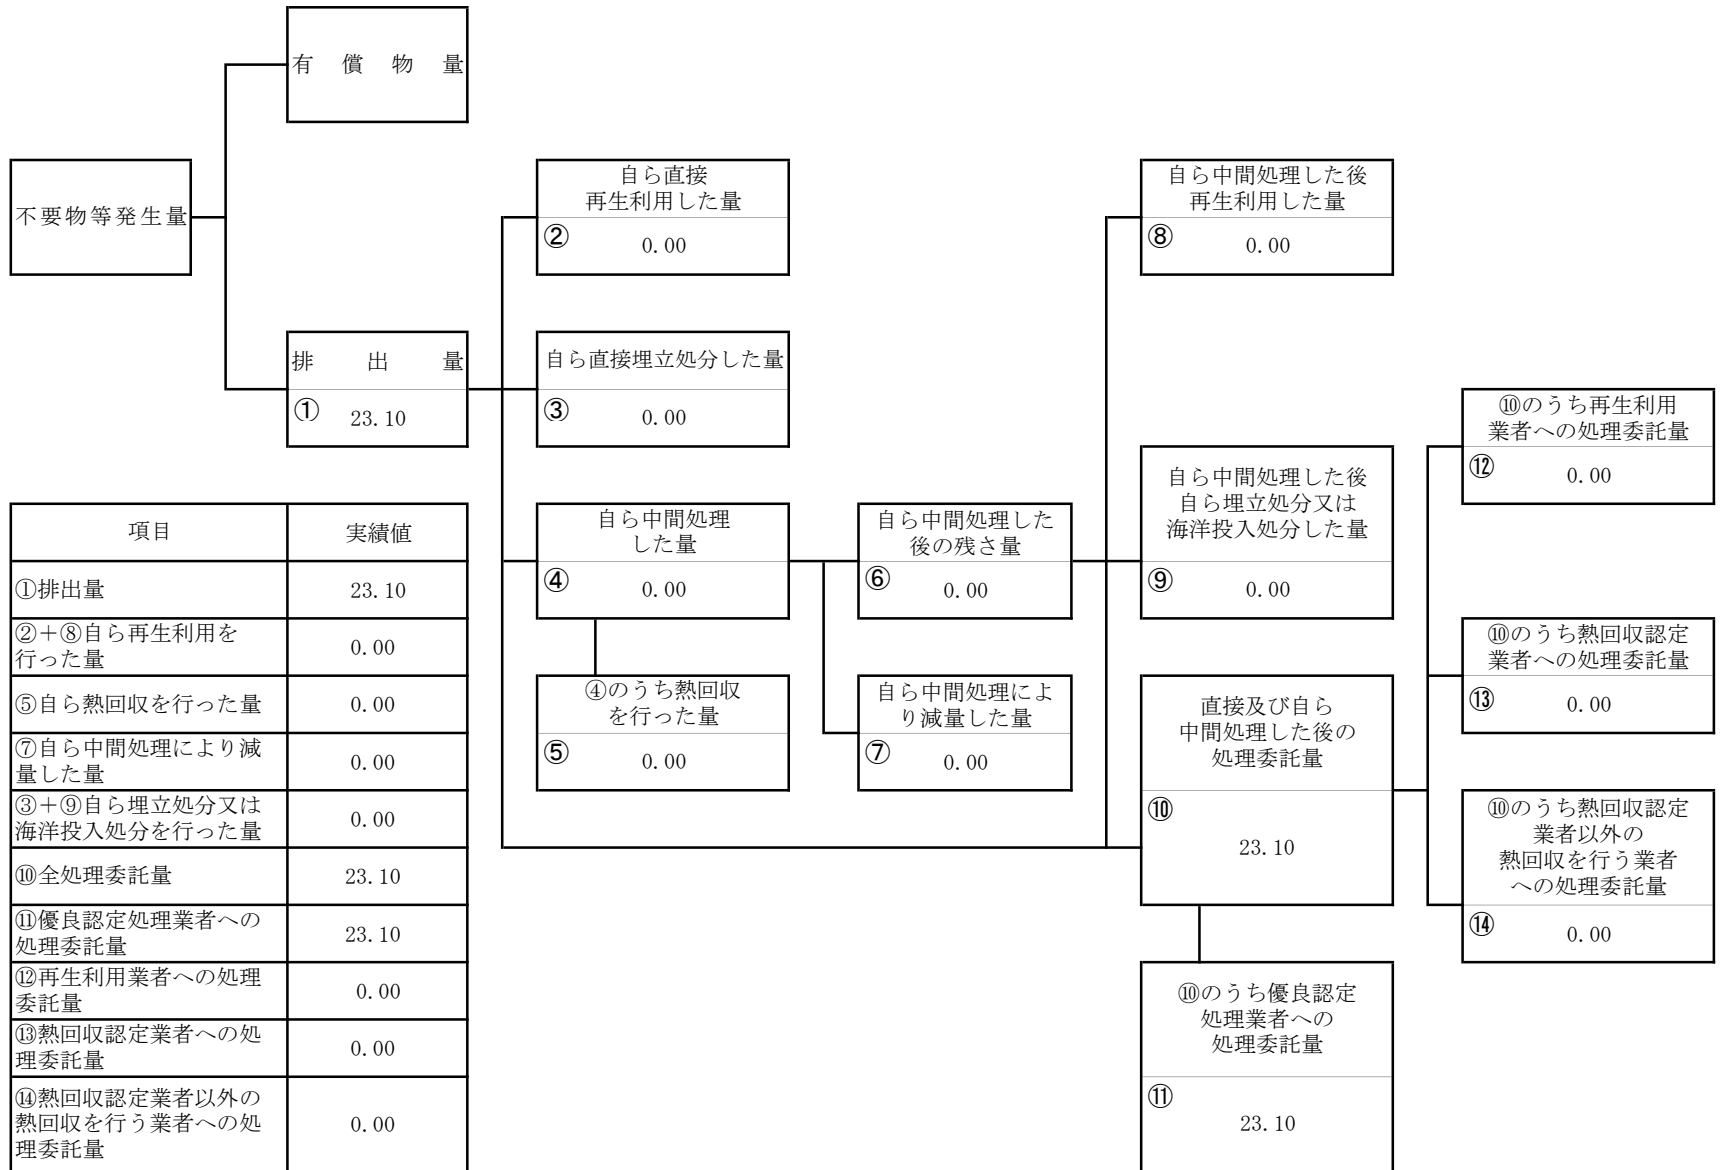 有償物量
不要物等発生量
自ら直接
再生利用した量
②
0.00
自ら中間処理した後
再生利用した量
⑧
0.00
排出量
①
23.10
自ら直接埋立処分した量
③
0.00
⑩のうち再生利用
業者への処理委託量
⑫
0.00
自ら中間処理
した量
④
0.00
自ら中間処理した
後の残さ量
⑥
0.00
自ら中間処理した後
自ら埋立処分又は
海洋投入処分した量
⑨
0.00
⑩のうち熱回収認定
業者への処理委託量
⑬
0.00
④のうち熱回収
を行った量
⑤
0.00
自ら中間処理によ
り減量した量
⑦
0.00
直接及び自ら
中間処理した後の
処理委託量
⑩
23.10
⑩のうち熱回収認定
業者以外の
熱回収を行う業者
への処理委託量
⑭
0.00
⑩のうち優良認定
処理業者への
処理委託量
⑪
23.10
項目
実績値
①排出量
23.10
②＋⑧自ら再生利用を
行った量
0.00
⑤自ら熱回収を行った量
0.00
⑦自ら中間処理により減
量した量
0.00
③＋⑨自ら埋立処分又は
海洋投入処分を行った量
0.00
⑩全処理委託量
23.10
⑪優良認定処理業者への
処理委託量
23.10
⑫再生利用業者への処理
委託量
0.00
⑬熱回収認定業者への処
理委託量
0.00
⑭熱回収認定業者以外の
熱回収を行う業者への処
理委託量
0.00